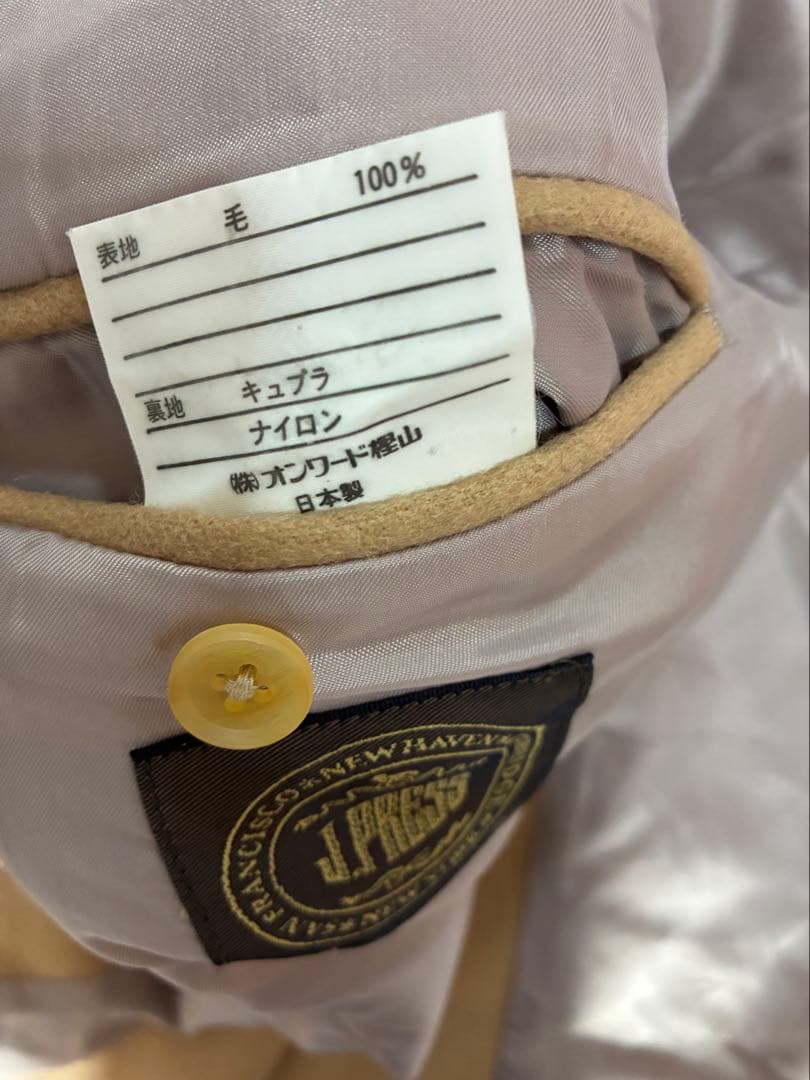 表地 毛 100%
裏地 キュプラ
ナイロン
㈱オンワード樫山
日本製
J.PRESS
SAN FRANCISCO * NEW HAVEN